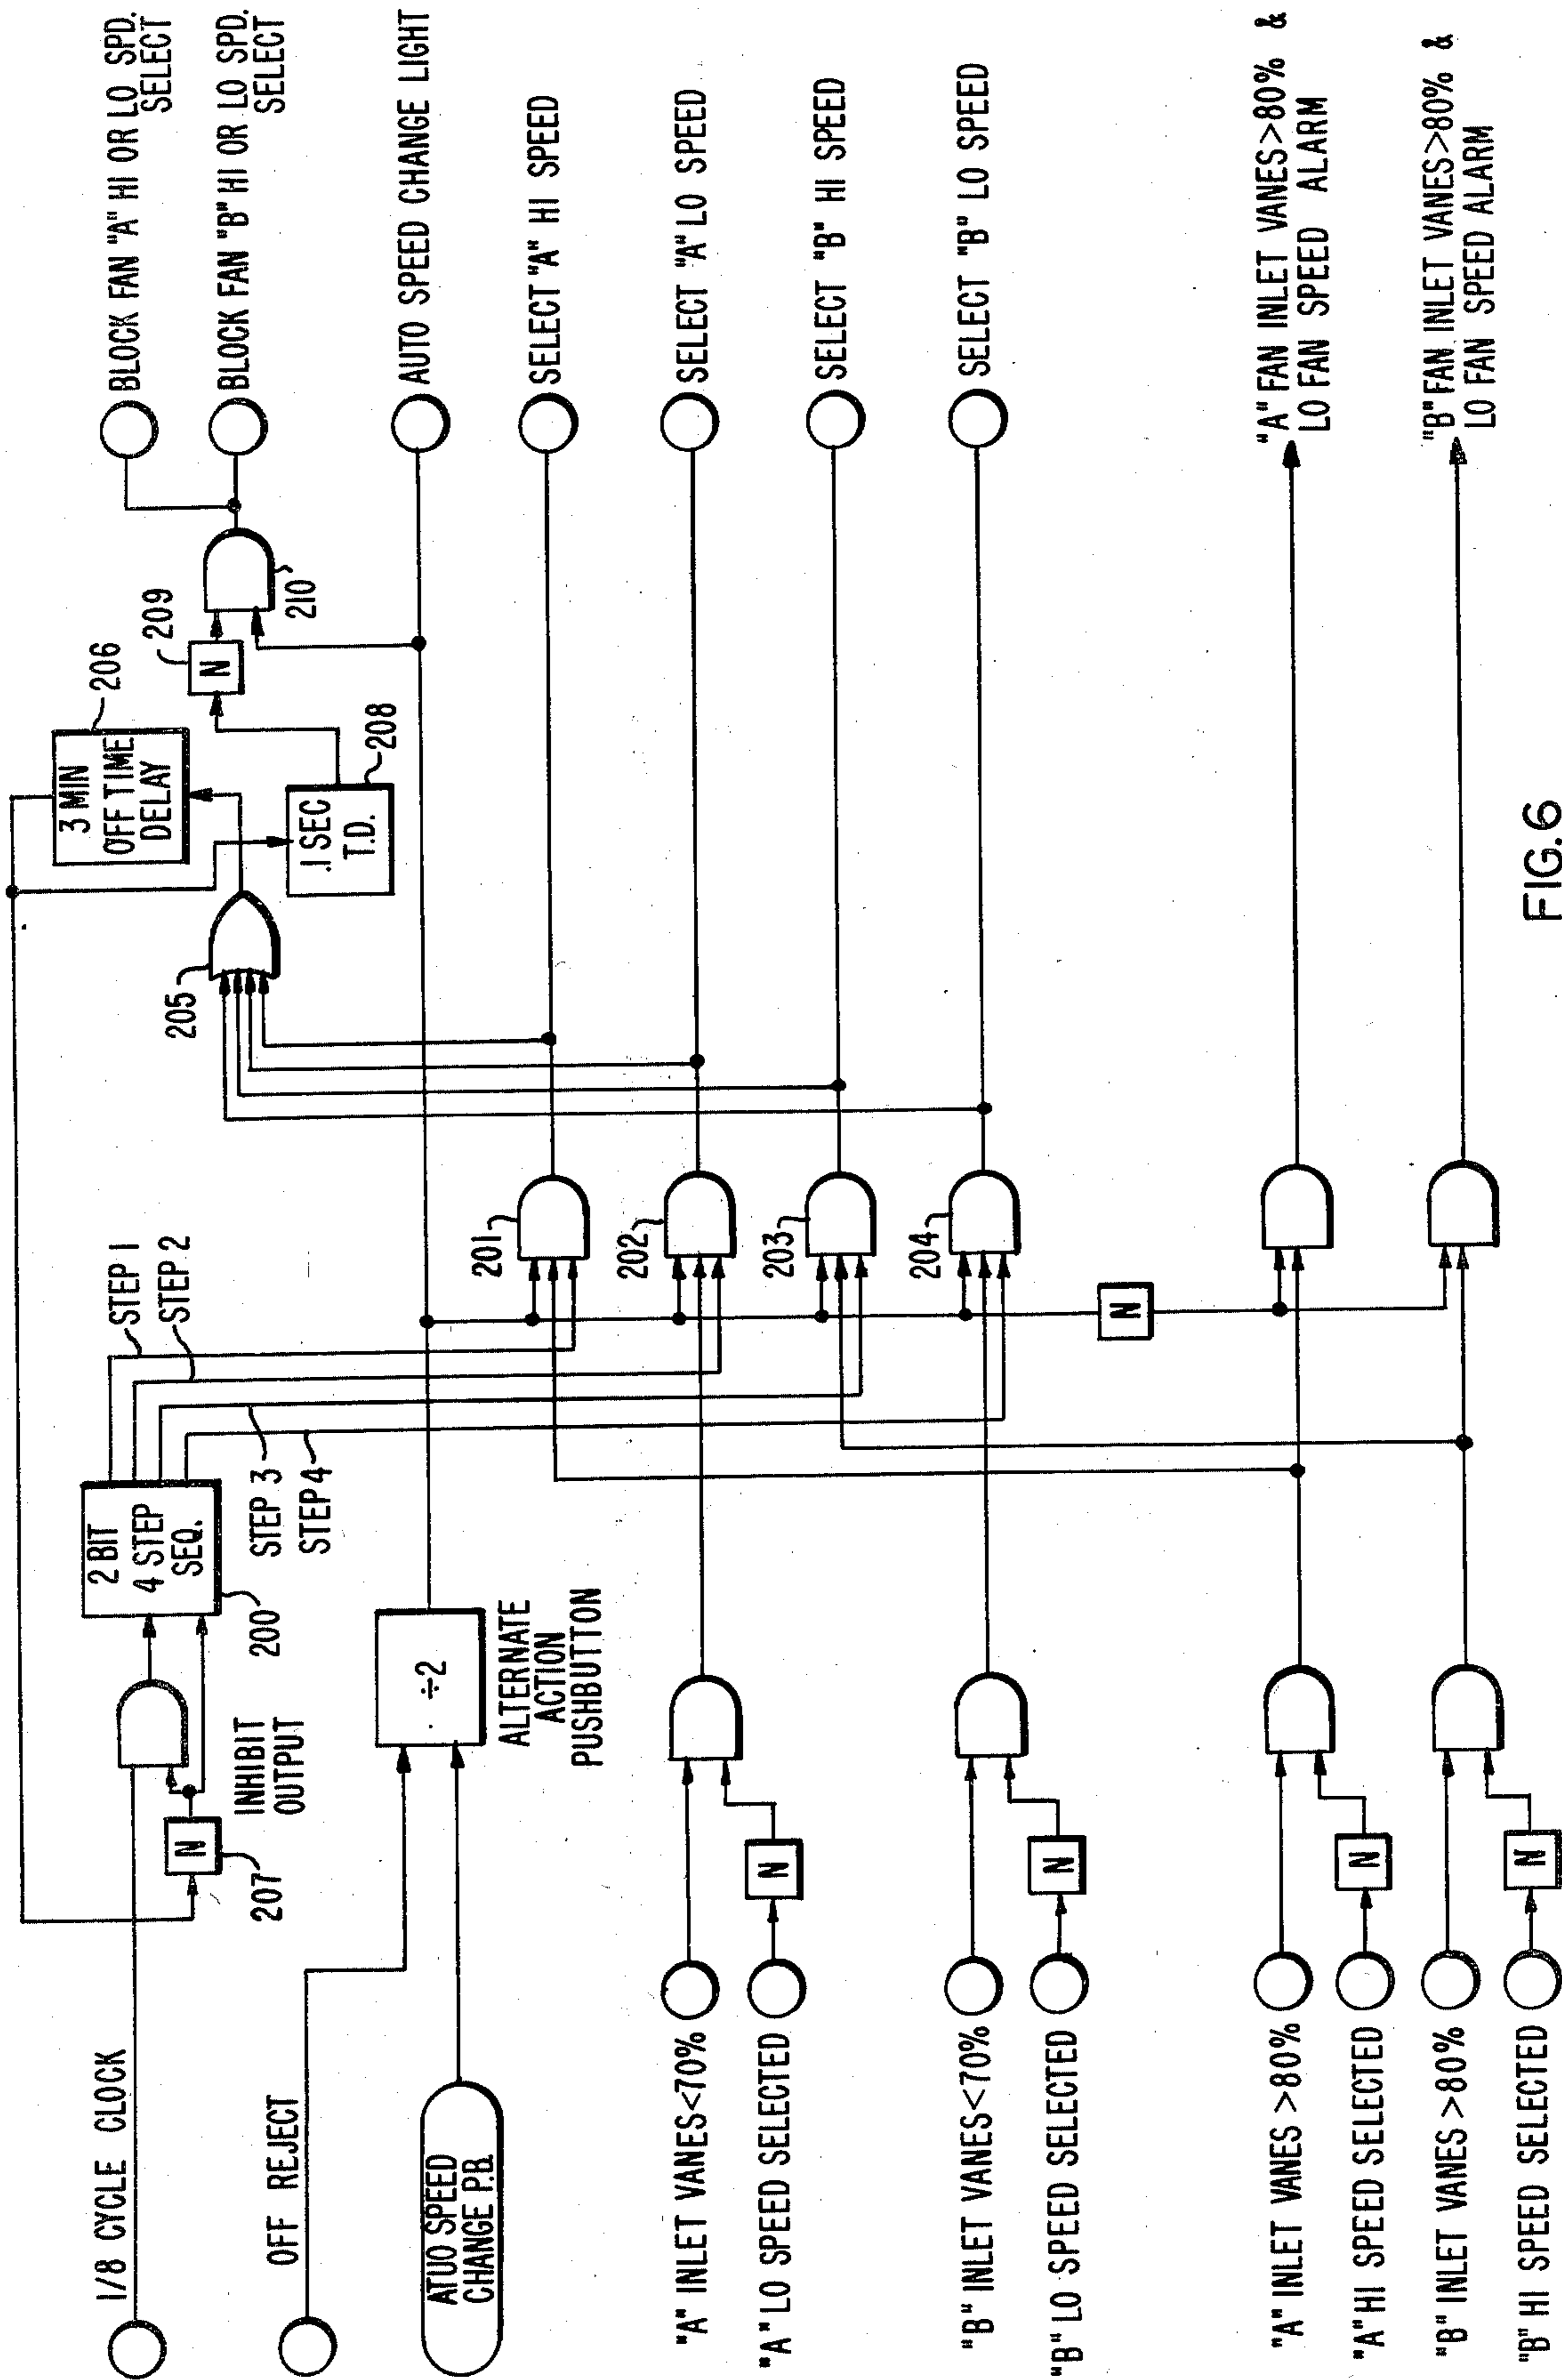 1/8 CYCLE CLOCK
OFF REJECT
ATUO SPEED
CHANGE P.B.
"A" INLET VANES<70%
"A" LO SPEED SELECTED
"B" INLET VANES<70%
"B" LO SPEED SELECTED
"A" INLET VANES >80%
"A" HI SPEED SELECTED
"B" INLET VANES >80%
"B" HI SPEED SELECTED
N
207
INHIBIT
OUTPUT
2 BIT
4 STEP
SEQ.
200
÷2
ALTERNATE
ACTION
PUSHBUTTON
N
N
N
N
STEP 1
STEP 2
STEP 3
STEP 4
201
202
203
204
N
205
3 MIN
OFF TIME
DELAY
206
.1 SEC
T.D.
208
N
209
210
BLOCK FAN "A" HI OR LO SPD.
SELECT
BLOCK FAN "B" HI OR LO SPD.
SELECT
AUTO SPEED CHANGE LIGHT
SELECT "A" HI SPEED
SELECT "A" LO SPEED
SELECT "B" HI SPEED
SELECT "B" LO SPEED
"A" FAN INLET VANES>80% &
LO FAN SPEED ALARM
"B" FAN INLET VANES>80% &
LO FAN SPEED ALARM
FIG.6